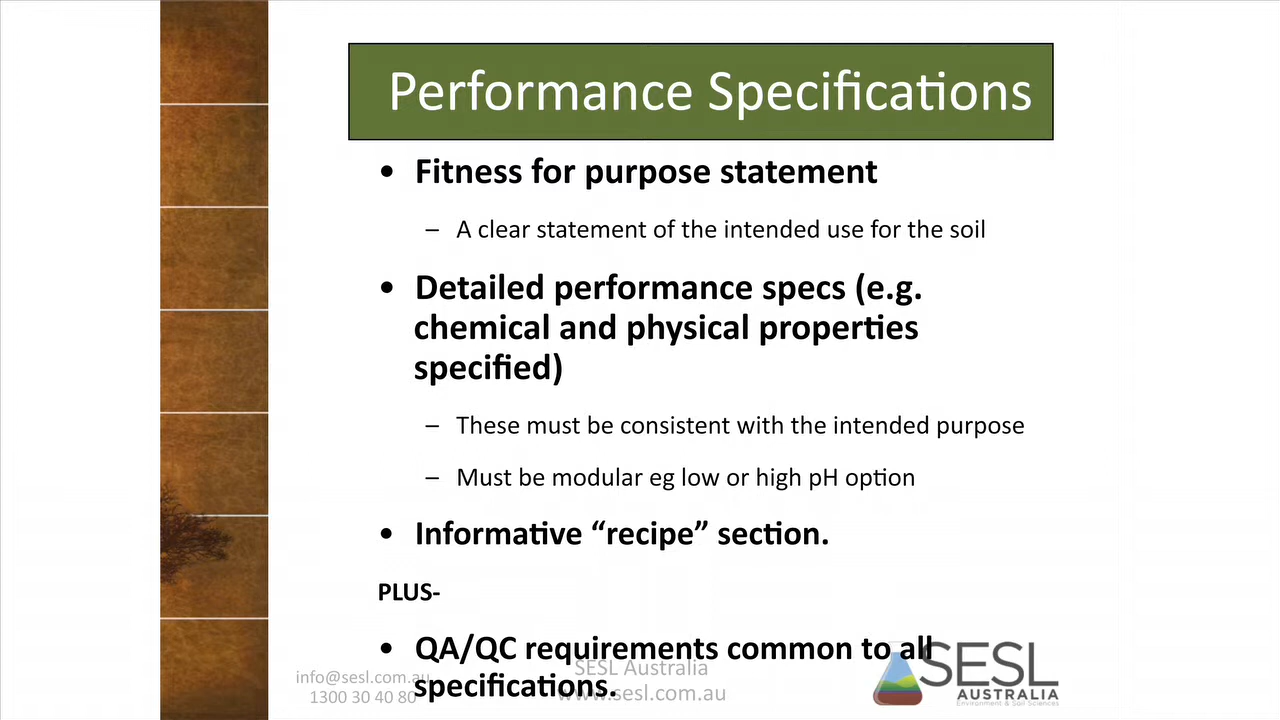 Performance Specifications
• Fitness for purpose statement
– A clear statement of the intended use for the soil
• Detailed performance specs (e.g.
chemical and physical properties
specified)
– These must be consistent with the intended purpose
– Must be modular eg low or high pH option
• Informative “recipe” section.
PLUS-
• QA/QC requirements common to all
specifications.
info@sesl.com.au
1300 30 40 80
SESL Australia
www.sesl.com.au
SESL
AUSTRALIA
Environment & Soil Sciences